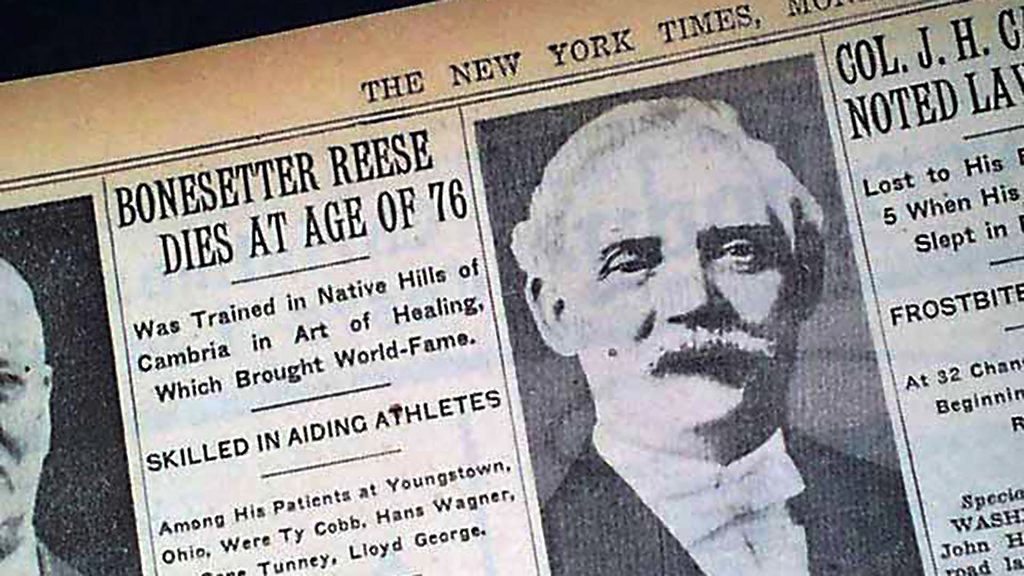 THE NEW YORK TIMES,
BONESETTER REESE
DIES AT AGE OF 76
Was Trained in Native Hills of
Cambria in Art of Healing,
Which Brought World-Fame.
SKILLED IN AIDING ATHLETES
Among His Patients at Youngstown,
Ohio, Were Ty Cobb, Hans Wagner,
Tunney, Lloyd George.
COL. J. H.
NOTED
Lost to His
5 When His
Slept in
FROSTBITE
At 32
Beginnin
WASH
John H
road la